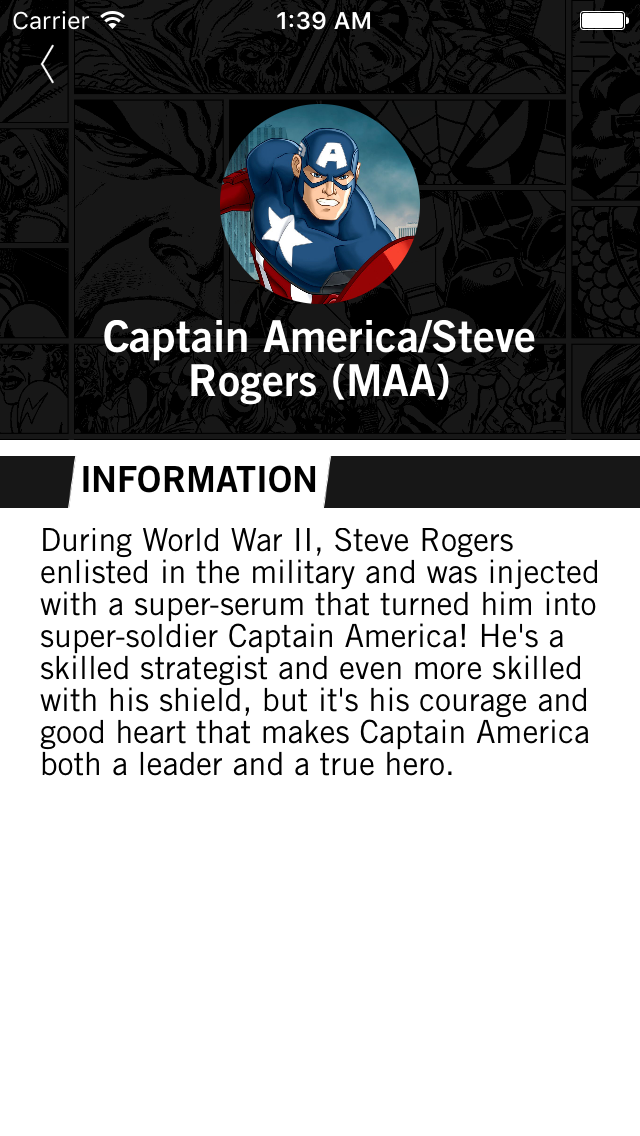 Carrier 1:39 AM
A
Captain America/Steve
Rogers (MAA)
INFORMATION
During World War II, Steve Rogers
enlisted in the military and was injected
with a super-serum that turned him into
super-soldier Captain America! He's a
skilled strategist and even more skilled
with his shield, but it's his courage and
good heart that makes Captain America
both a leader and a true hero.